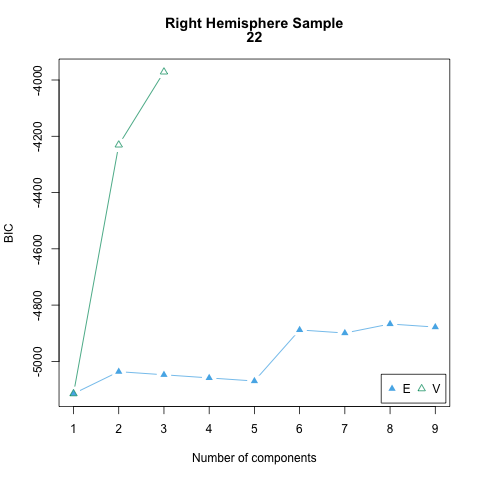 Right Hemisphere Sample
22
BIC
-4000
-4200
-4400
-4600
-4800
-5000
1 2 3 4 5 6 7 8 9
Number of components
E V